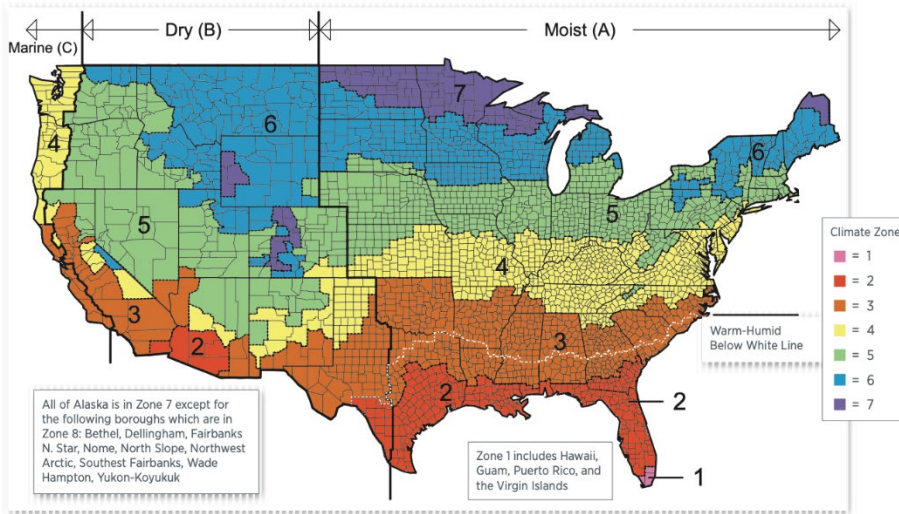 Marine (C)
Dry (B)
Moist (A)
7
6
4
6
5
5
4
3
3
2
2
2
1
Climate Zone
= 1
= 2
= 3
= 4
= 5
= 6
= 7
Warm-Humid
Below White Line
All of Alaska is in Zone 7 except for
the following boroughs which are in
Zone 8: Bethel, Dellingham, Fairbanks
N. Star, Nome, North Slope, Northwest
Arctic, Southest Fairbanks, Wade
Hampton, Yukon-Koyukuk
Zone 1 includes Hawaii,
Guam, Puerto Rico, and
the Virgin Islands